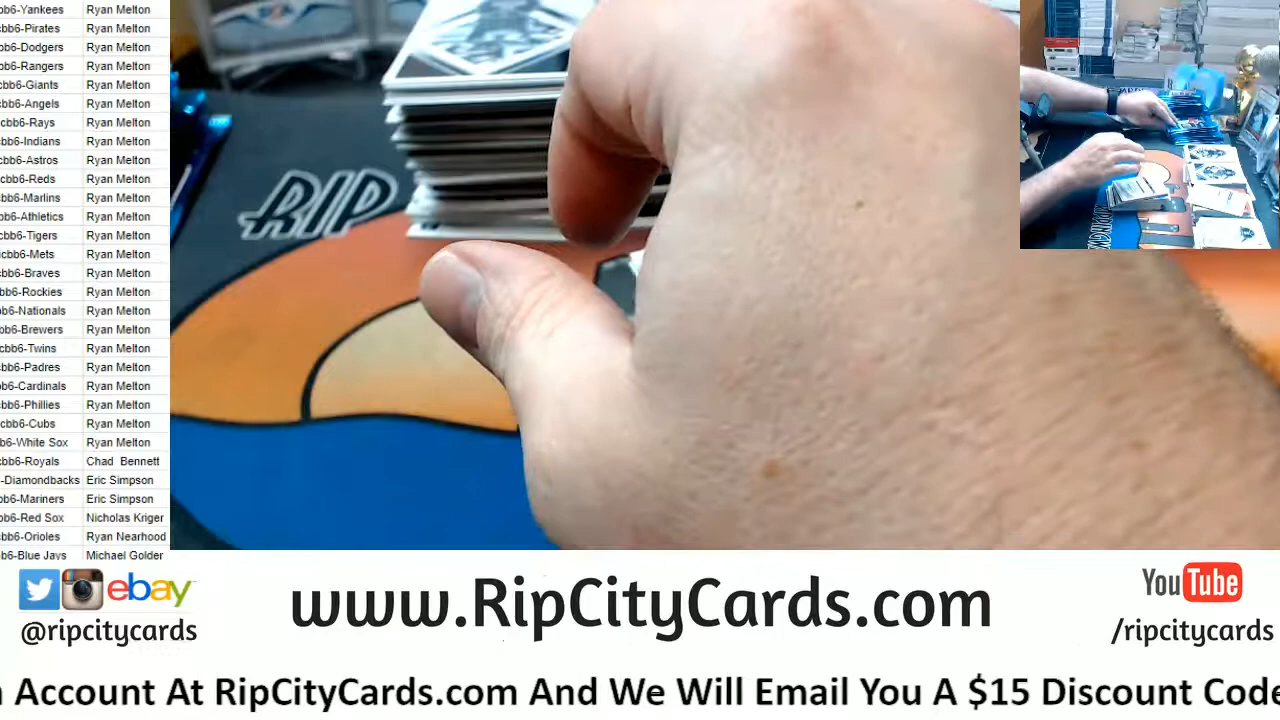 bb6-Yankees Ryan Melton
cbb6-Pirates Ryan Melton
cbb6-Dodgers Ryan Melton
cbb6-Rangers Ryan Melton
cbb6-Giants Ryan Melton
cbb6-Angels Ryan Melton
cbb6-Rays Ryan Melton
cbb6-Indians Ryan Melton
cbb6-Astros Ryan Melton
cbb6-Reds Ryan Melton
cbb6-Marlins Ryan Melton
bb6-Athletics Ryan Melton
cbb6-Tigers Ryan Melton
cbb6-Mets Ryan Melton
cbb6-Braves Ryan Melton
bb6-Rockies Ryan Melton
bb6-Nationals Ryan Melton
bb6-Brewers Ryan Melton
cbb6-Twins Ryan Melton
cbb6-Padres Ryan Melton
bb6-Cardinals Ryan Melton
bb6-Phillies Ryan Melton
cbb6-Cubs Ryan Melton
b6-White Sox Ryan Melton
cbb6-Royals Chad Bennett
-Diamondbacks Eric Simpson
bb6-Mariners Eric Simpson
bb6-Red Sox Nicholas Kriger
bb6-Orioles Ryan Nearhood
bb6-Blue Jays Michael Golder
RIP
ebay
@ripcitycards
www.RipCityCards.com
YouTube
/ripcitycards
Account At RipCityCards.com And We Will Email You A $15 Discount Code